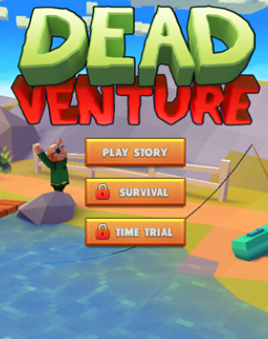 DEAD
VENTURE
PLAY STORY
SURVIVAL
TIME TRIAL